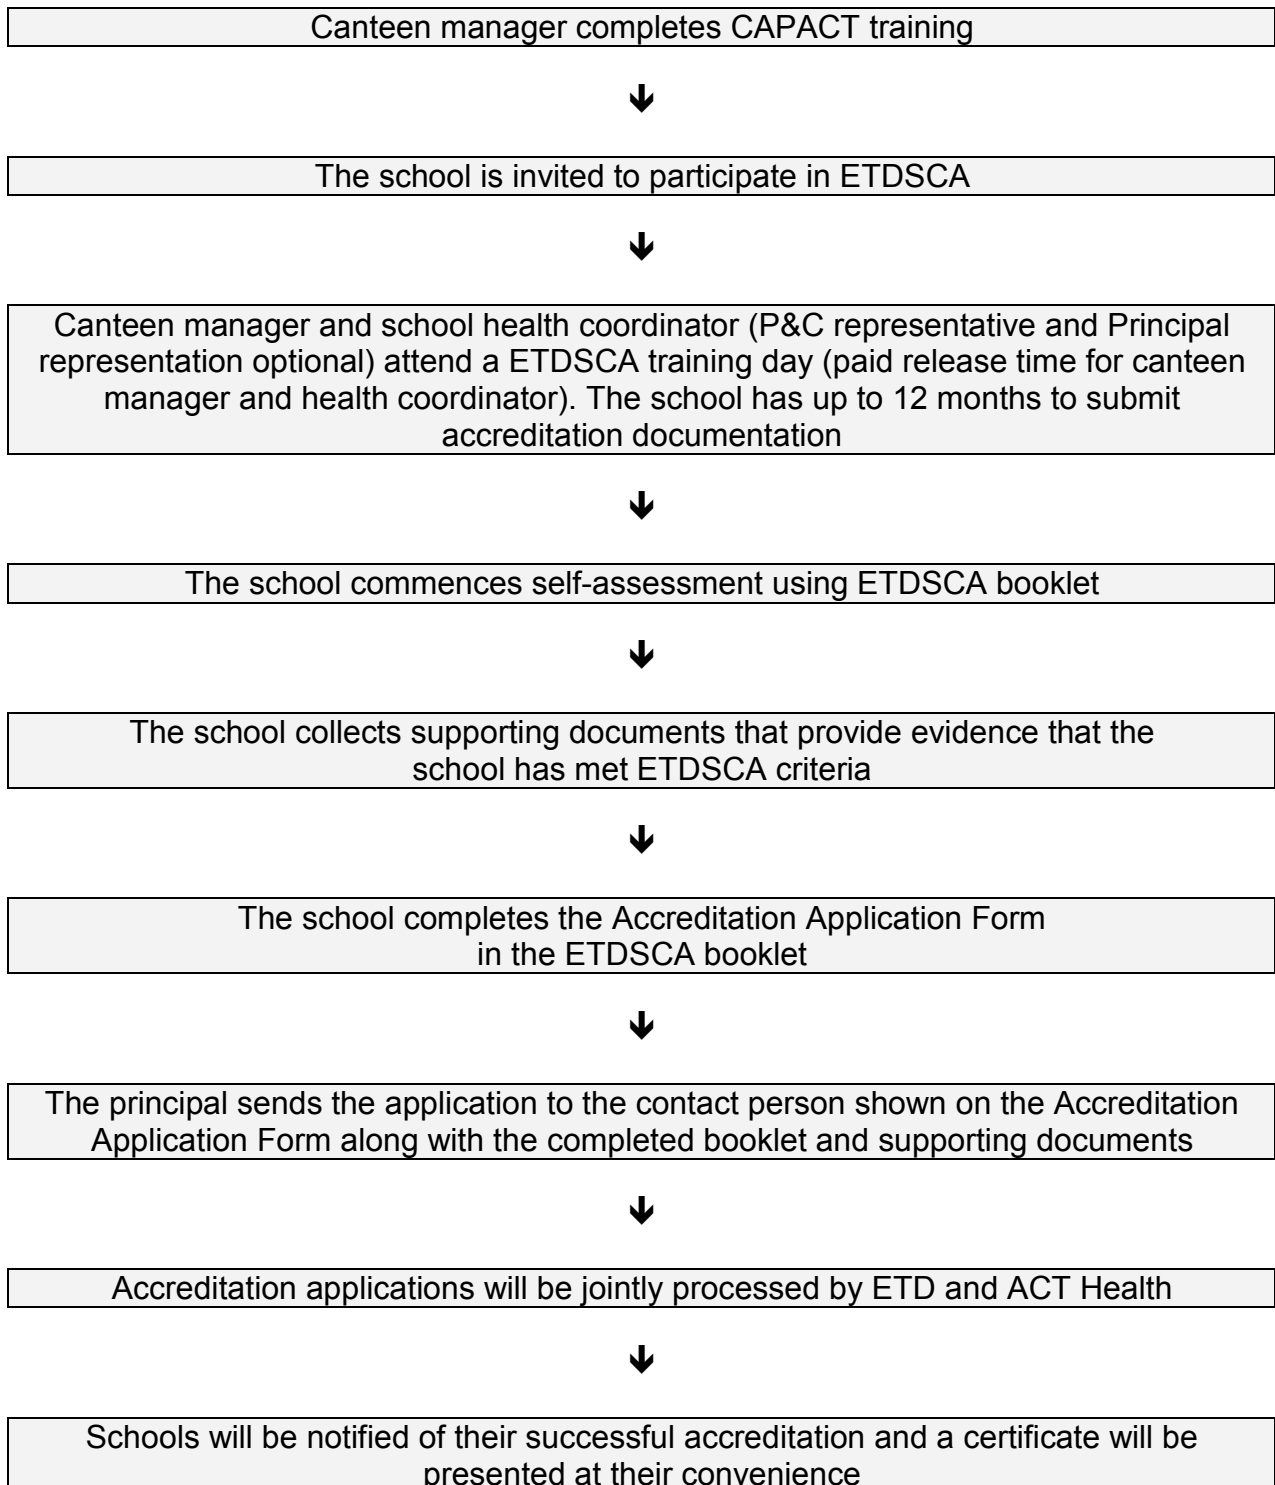 Canteen manager completes CAPACT training
🡻
The school is invited to participate in ETDSCA
🡻
Canteen manager and school health coordinator (P&C representative and Principal
representation optional) attend a ETDSCA training day (paid release time for canteen
manager and health coordinator). The school has up to 12 months to submit
accreditation documentation
🡻
The school commences self-assessment using ETDSCA booklet
🡻
The school collects supporting documents that provide evidence that the
school has met ETDSCA criteria
🡻
The school completes the Accreditation Application Form
in the ETDSCA booklet
🡻
The principal sends the application to the contact person shown on the Accreditation
Application Form along with the completed booklet and supporting documents
🡻
Accreditation applications will be jointly processed by ETD and ACT Health
🡻
Schools will be notified of their successful accreditation and a certificate will be
presented at their convenience